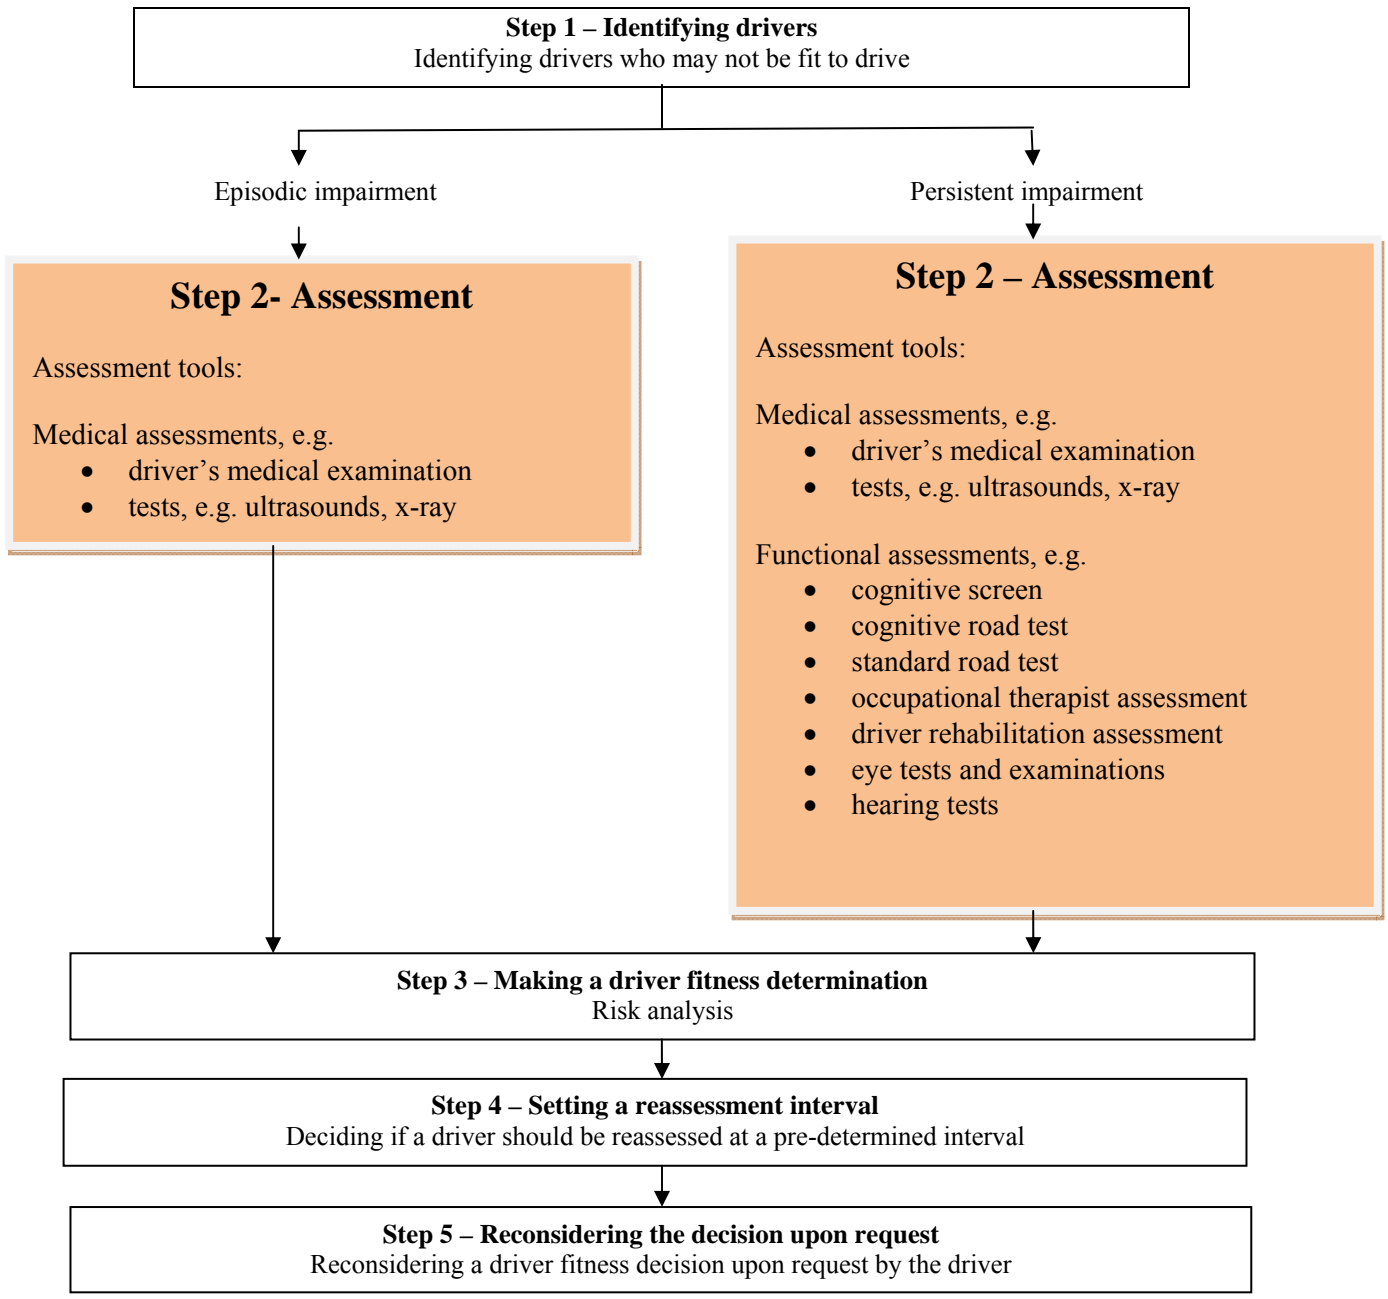 Step 1 – Identifying drivers
Identifying drivers who may not be fit to drive
Episodic impairment
Persistent impairment
Step 2- Assessment
Assessment tools:
Medical assessments, e.g.
• driver’s medical examination
• tests, e.g. ultrasounds, x-ray
Step 2 – Assessment
Assessment tools:
Medical assessments, e.g.
• driver’s medical examination
• tests, e.g. ultrasounds, x-ray
Functional assessments, e.g.
• cognitive screen
• cognitive road test
• standard road test
• occupational therapist assessment
• driver rehabilitation assessment
• eye tests and examinations
• hearing tests
Step 3 – Making a driver fitness determination
Risk analysis
Step 4 – Setting a reassessment interval
Deciding if a driver should be reassessed at a pre-determined interval
Step 5 – Reconsidering the decision upon request
Reconsidering a driver fitness decision upon request by the driver